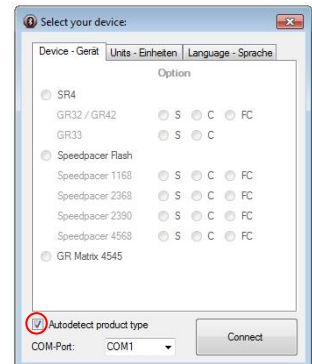 Select your device:
Device - Gerät Units - Einheiten Language - Sprache
Option
SR4
GR32 / GR42 S C FC
GR33 S C
Speedpacer Flash
Speedpacer 1168 S C FC
Speedpacer 2368 S C FC
Speedpacer 2390 S C FC
Speedpacer 4568 S C FC
GR Matrix 4545
Autodetect product type
COM-Port: COM1 Connect